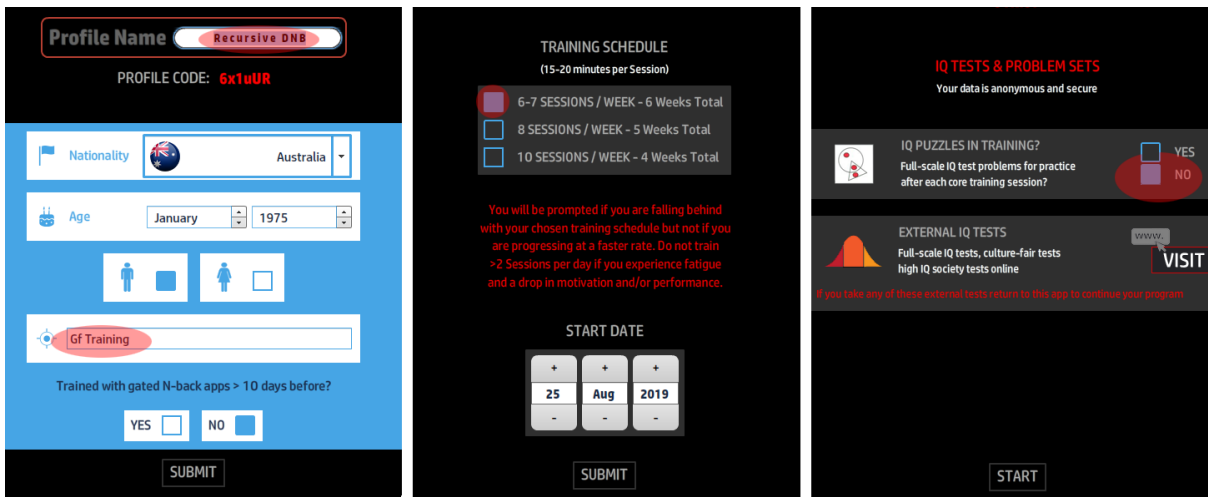 Profile Name Recursive DNB
PROFILE CODE: 6x1uUR
Nationality Australia
Age January 1975
Gf Training
Trained with gated N-back apps > 10 days before?
YES NO
SUBMIT
TRAINING SCHEDULE
(15-20 minutes per Session)
6-7 SESSIONS / WEEK - 6 Weeks Total
8 SESSIONS / WEEK - 5 Weeks Total
10 SESSIONS / WEEK - 4 Weeks Total
You will be prompted if you are falling behind
with your chosen training schedule but not if you
are progressing at a faster rate. Do not train
>2 Sessions per day if you experience fatigue
and a drop in motivation and/or performance.
START DATE
+ + +
25 Aug 2019
- - -
SUBMIT
IQ TESTS & PROBLEM SETS
Your data is anonymous and secure
IQ PUZZLES IN TRAINING?
Full-scale IQ test problems for practice
after each core training session?
YES
NO
EXTERNAL IQ TESTS
Full-scale IQ tests, culture-fair tests
high IQ society tests online
www.
VISIT
If you take any of these external tests return to this app to continue your program
START